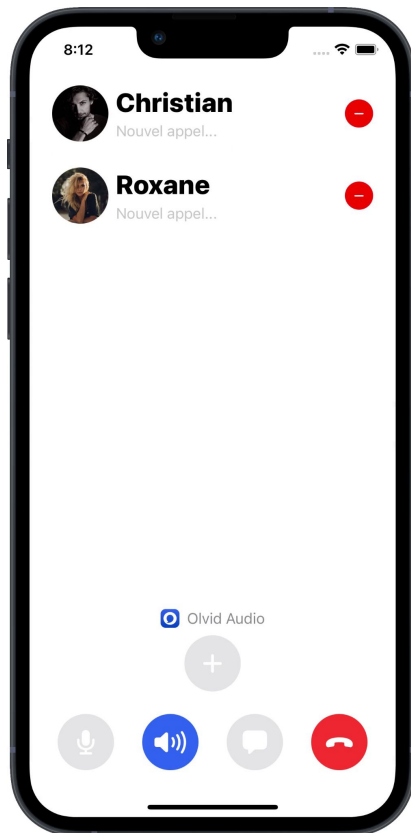 8:12
Christian
Nouvel appel...
Roxane
Nouvel appel...
Olvid Audio